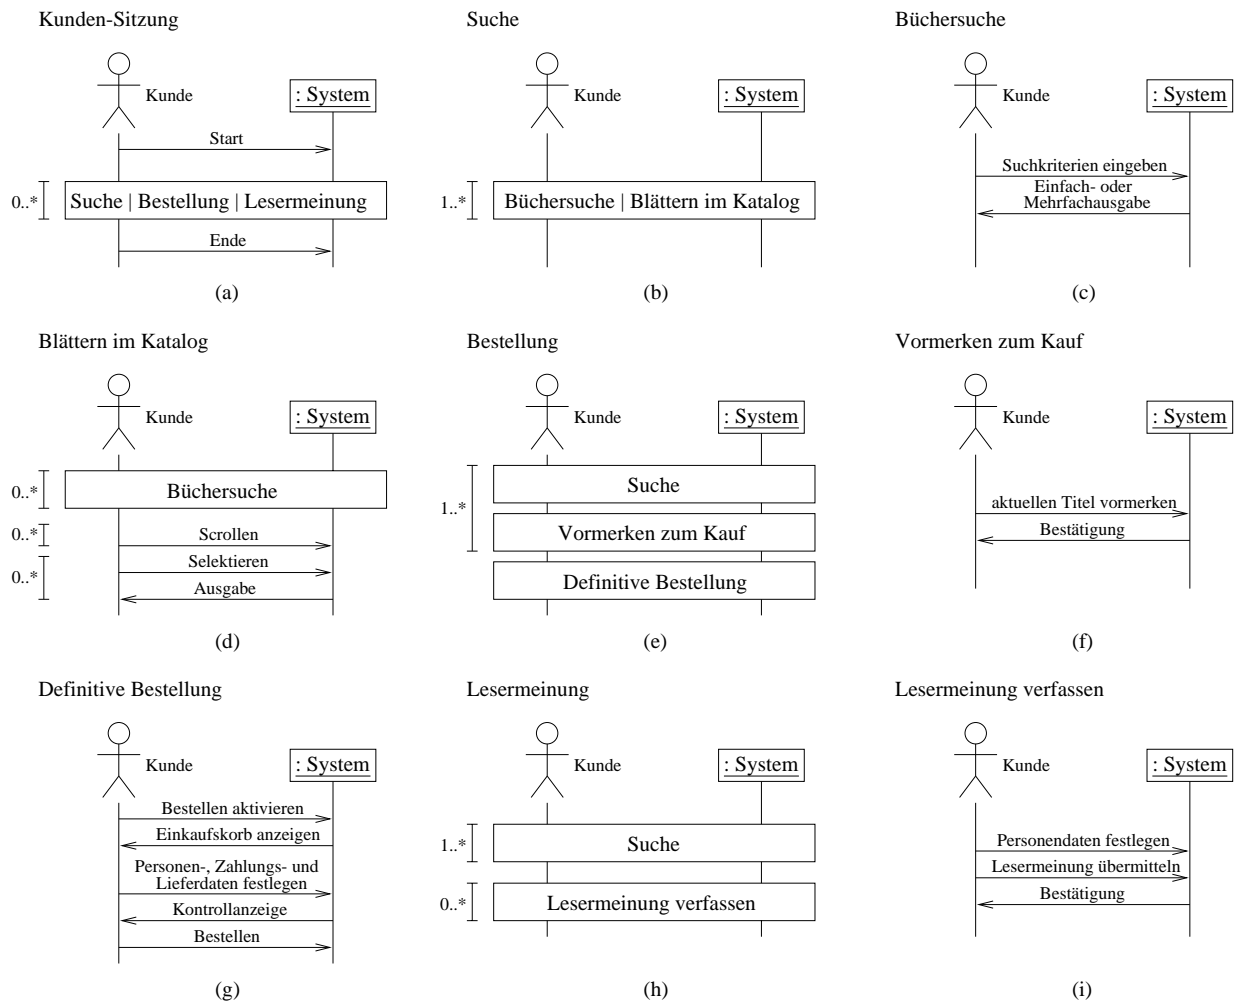 Kunden-Sitzung
Kunde
: System
Start
0..*
Suche | Bestellung | Lesermeinung
Ende
(a)
Suche
Kunde
: System
1..*
Büchersuche | Blättern im Katalog
(b)
Büchersuche
Kunde
: System
Suchkriterien eingeben
Einfach- oder
Mehrfachausgabe
(c)
Blättern im Katalog
Kunde
: System
0..*
Büchersuche
0..*
Scrollen
0..*
Selektieren
Ausgabe
(d)
Bestellung
Kunde
: System
1..*
Suche
Vormerken zum Kauf
Definitive Bestellung
(e)
Vormerken zum Kauf
Kunde
: System
aktuellen Titel vormerken
Bestätigung
(f)
Definitive Bestellung
Kunde
: System
Bestellen aktivieren
Einkaufskorb anzeigen
Personen-, Zahlungs- und
Lieferdaten festlegen
Kontrollanzeige
Bestellen
(g)
Lesermeinung
Kunde
: System
1..*
Suche
0..*
Lesermeinung verfassen
(h)
Lesermeinung verfassen
Kunde
: System
Personendaten festlegen
Lesermeinung übermitteln
Bestätigung
(i)